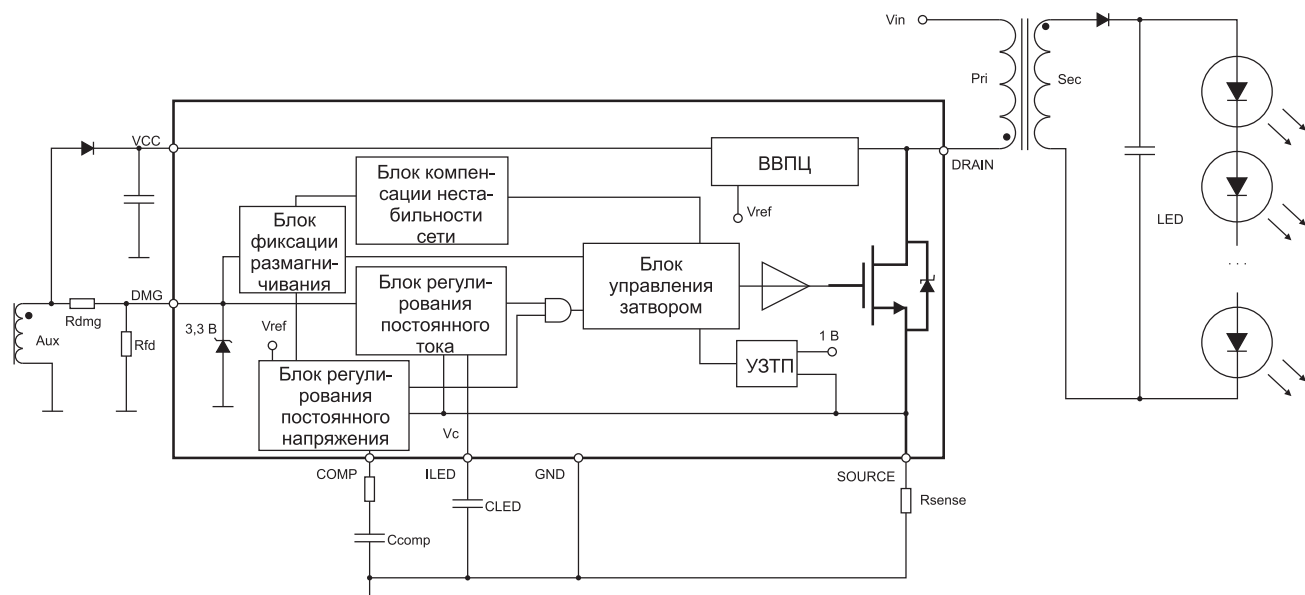 Vin
Pri
Sec
VCC
ВВПЦ
DRAIN
Vref
Блок компен-
сации неста-
бильности
сети
Блок
фиксации
размагни-
чивания
LED
Блок
управления
затвором
. . .
DMG
Блок регули-
рования
постоянного
тока
Rdmg
Aux
Rfd
3,3 В
Vref
1 В
УЗТП
Блок регули-
рования
постоянного
напряжения
Vc
COMP
ILED
GND
SOURCE
Rsense
CLED
Ccomp